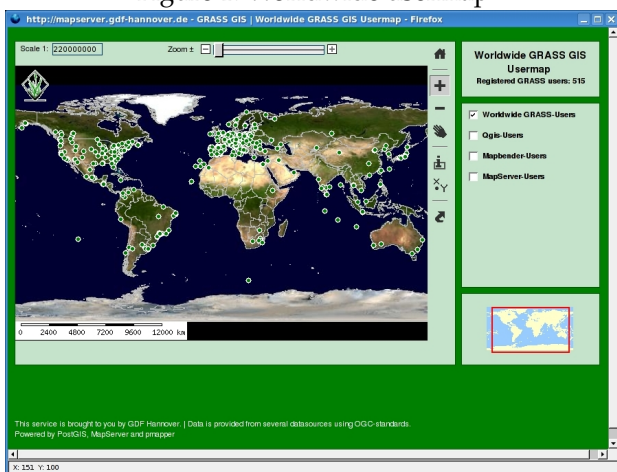 http://mapserver.gdf-hannover.de - GRASS GIS | Worldwide GRASS GIS Usermap - Firefox
Scale 1: 220000000
Zoom ±
Worldwide GRASS GIS
Usermap
Registered GRASS users: 515
Worldwide GRASS-Users
Qgis-Users
Mapbender-Users
MapServer-Users
0 2400 4800 7200 9600 12000 km
This service is brought to you by GDF Hannover. | Data is provided from several datasources using OGC-standards.
Powered by PostGIS, MapServer and pmapper
X: 151 Y: 100